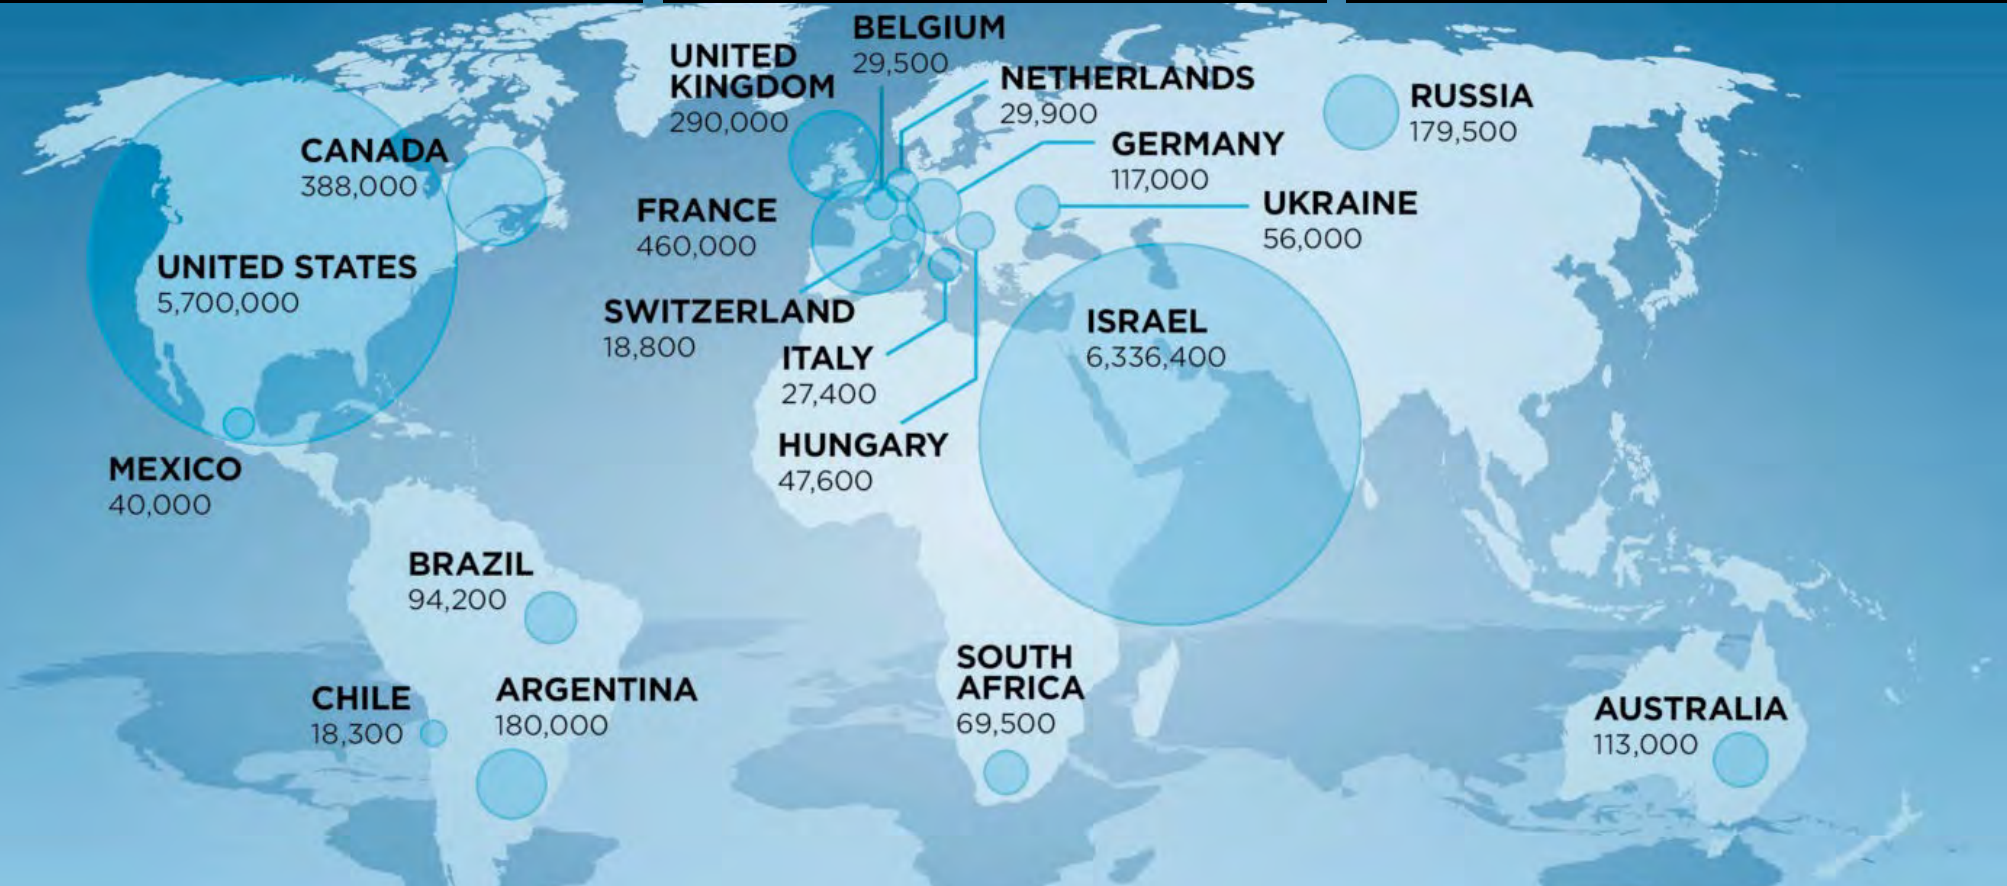 BELGIUM
29,500
UNITED
KINGDOM
290,000
NETHERLANDS
29,900
RUSSIA
179,500
GERMANY
117,000
CANADA
388,000
UKRAINE
56,000
FRANCE
460,000
UNITED STATES
5,700,000
SWITZERLAND
18,800
ISRAEL
6,336,400
ITALY
27,400
HUNGARY
47,600
MEXICO
40,000
BRAZIL
94,200
SOUTH
AFRICA
69,500
CHILE
18,300
ARGENTINA
180,000
AUSTRALIA
113,000